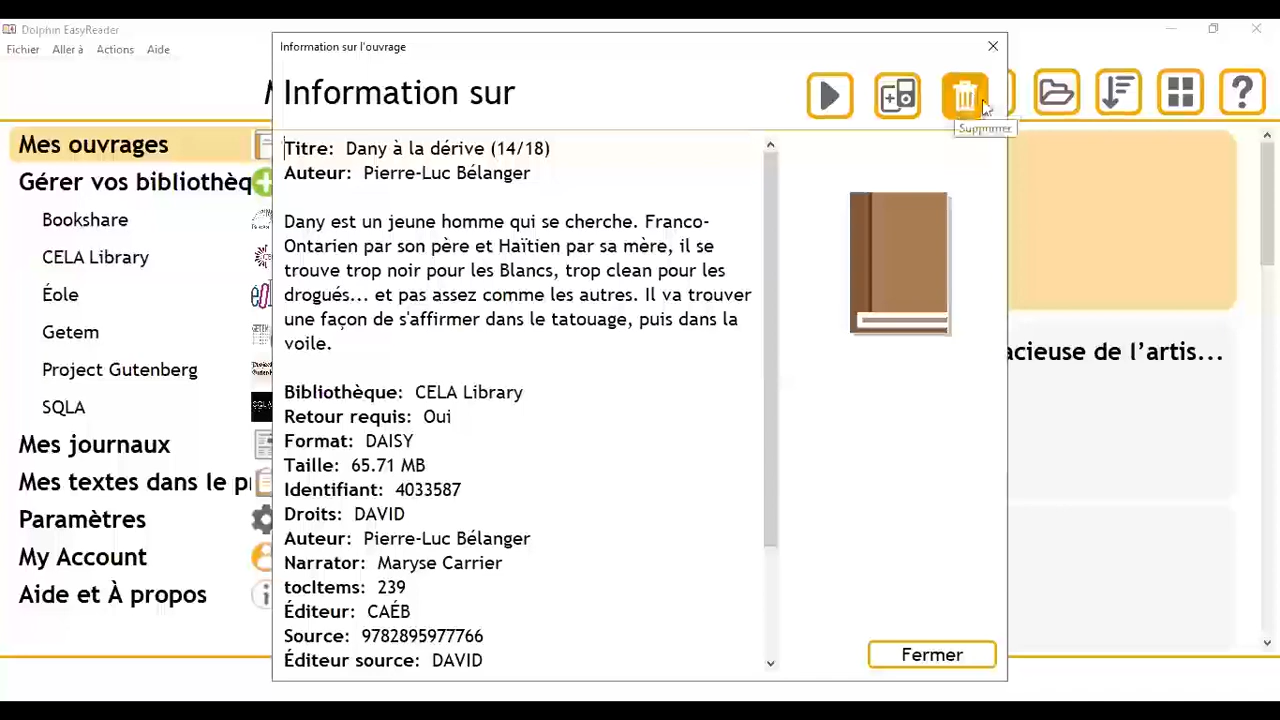 Dolphin EasyReader
Fichier Aller à Actions Aide
Information sur l'ouvrage
Information sur
Supprimer
Mes ouvrages
Gérer vos bibliothèq
Bookshare
CELA Library
Éole
Getem
Project Gutenberg
SQLA
Mes journaux
Mes textes dans le p
Paramètres
My Account
Aide et À propos
Titre: Dany à la dérive (14/18)
Auteur: Pierre-Luc Bélanger
Dany est un jeune homme qui se cherche. Franco-
Ontarien par son père et Haïtien par sa mère, il se
trouve trop noir pour les Blancs, trop clean pour les
drogués... et pas assez comme les autres. Il va trouver
une façon de s'affirmer dans le tatouage, puis dans la
voile.
Bibliothèque: CELA Library
Retour requis: Oui
Format: DAISY
Taille: 65.71 MB
Identifiant: 4033587
Droits: DAVID
Auteur: Pierre-Luc Bélanger
Narrator: Maryse Carrier
tocItems: 239
Éditeur: CAÉB
Source: 9782895977766
Éditeur source: DAVID
acieuse de l’artis...
Fermer